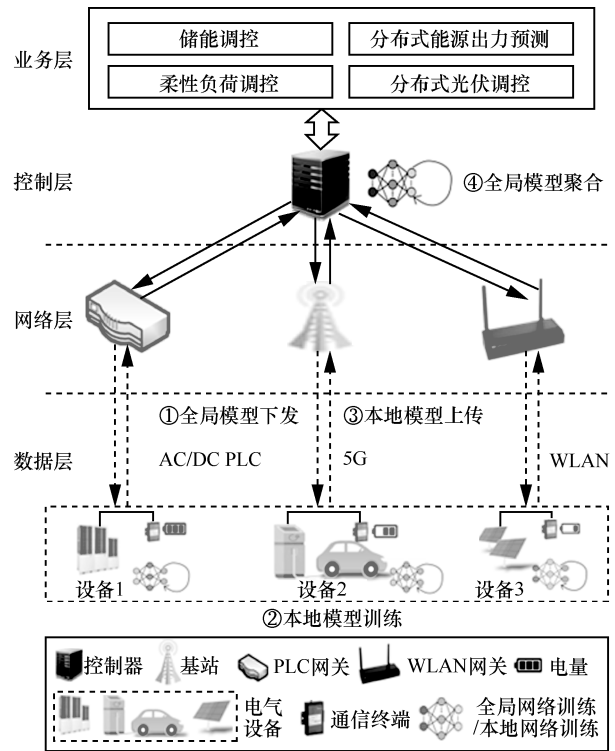 业务层
储能调控
分布式能源出力预测
柔性负荷调控
分布式光伏调控
控制层
④全局模型聚合
网络层
①全局模型下发
③本地模型上传
数据层
AC/DC PLC
5G
WLAN
设备1
设备2
设备3
②本地模型训练
控制器
基站
PLC网关
WLAN网关
电量
电气
设备
通信终端
全局网络训练
/本地网络训练